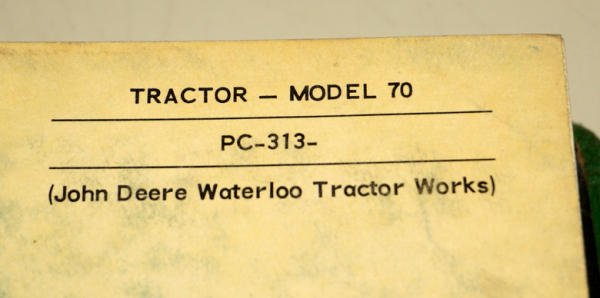 TRACTOR — MODEL 70
PC-313-
(John Deere Waterloo Tractor Works)